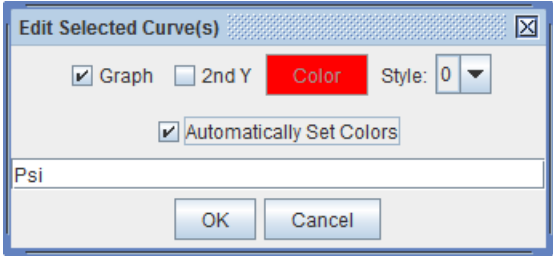 Edit Selected Curve(s)
Graph 2nd Y Color Style: 0
Automatically Set Colors
Psi
OK Cancel